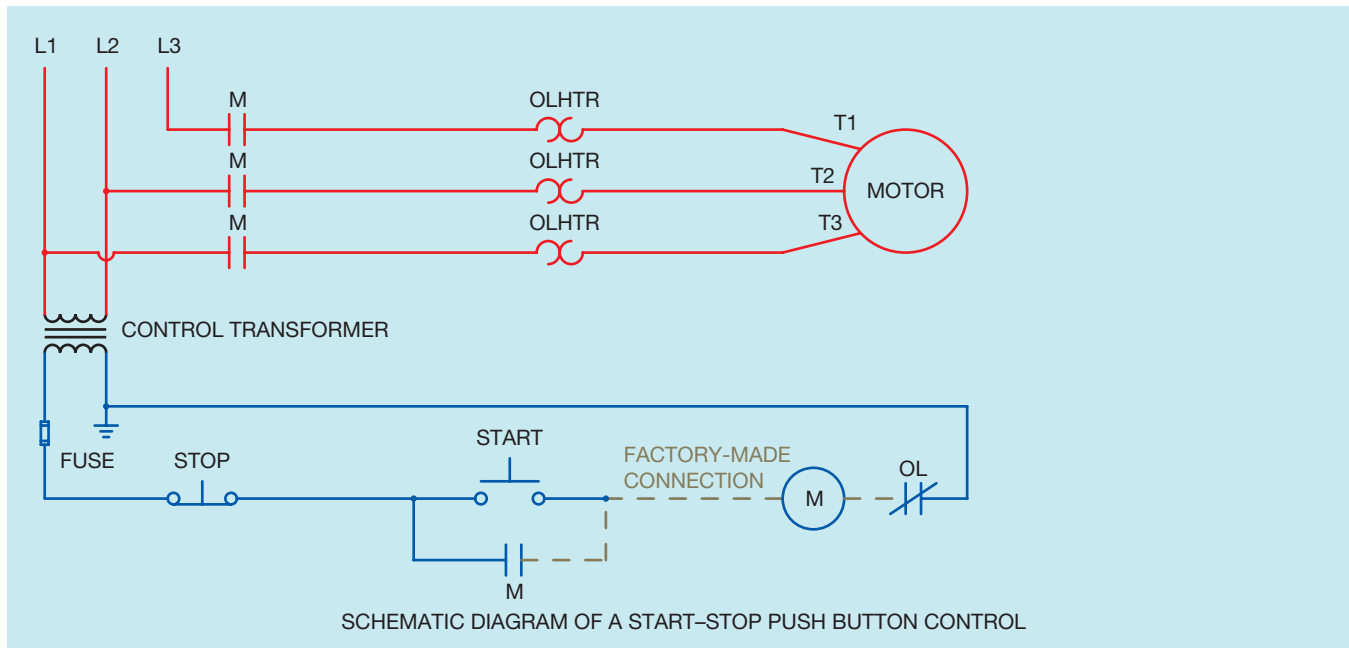 L1 L2 L3
M OLHTR
T1
M OLHTR
T2
MOTOR
M OLHTR
T3
CONTROL TRANSFORMER
START
FUSE STOP
FACTORY-MADE
CONNECTION
OL
M
M
SCHEMATIC DIAGRAM OF A START–STOP PUSH BUTTON CONTROL